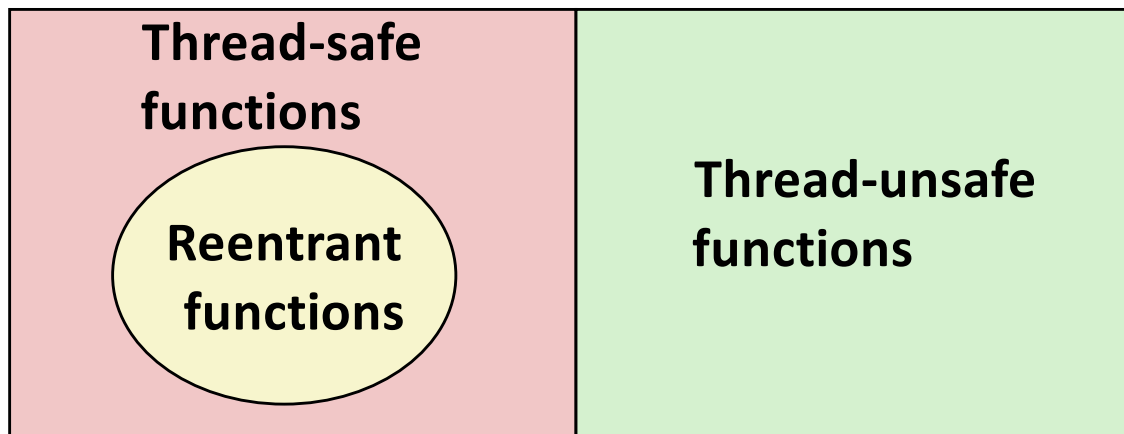 Thread-safe
functions
Reentrant
functions
Thread-unsafe
functions